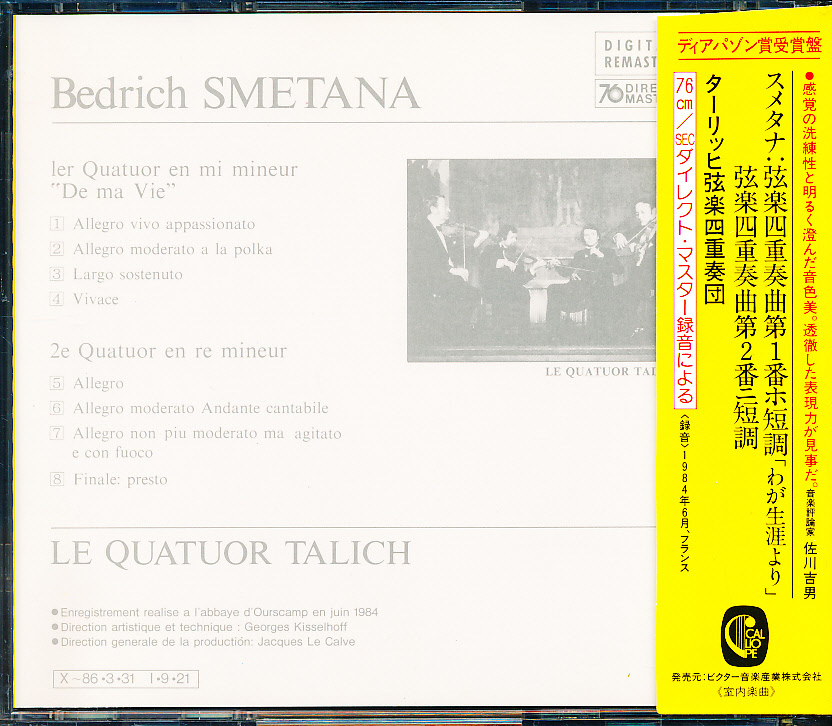 DIGIT
REMAST
76 DIRE
MAST
Bedrich SMETANA
1er Quatuor en mi mineur
"De ma Vie"
1 Allegro vivo appassionato
2 Allegro moderato a la polka
3 Largo sostenuto
4 Vivace
2e Quatuor en re mineur
5 Allegro
6 Allegro moderato Andante cantabile
7 Allegro non piu moderato ma agitato
e con fuoco
8 Finale: presto
LE QUATUOR TAL
LE QUATUOR TALICH
●Enregistrement realise a l'abbaye d'Ourscamp en juin 1984
●Direction artistique et technique : Georges Kisselhoff
●Direction generale de la production: Jacques Le Calve
X～86・3・31 I・9・21
ディアパゾン賞受賞盤
●感覚の洗練性と明るく澄んだ音色美。透徹した表現力が見事だ。音楽評論家 佐川吉男
スメタナ：弦楽四重奏曲第1番ホ短調「わが生涯より」
弦楽四重奏曲第2番ニ短調
ターリッヒ弦楽四重奏団
76cm/SECダイレクト・マスター録音による
〈録音〉1984年6月、フランス
CALLIOPE
発売元：ビクター音楽産業株式会社
《室内楽曲》